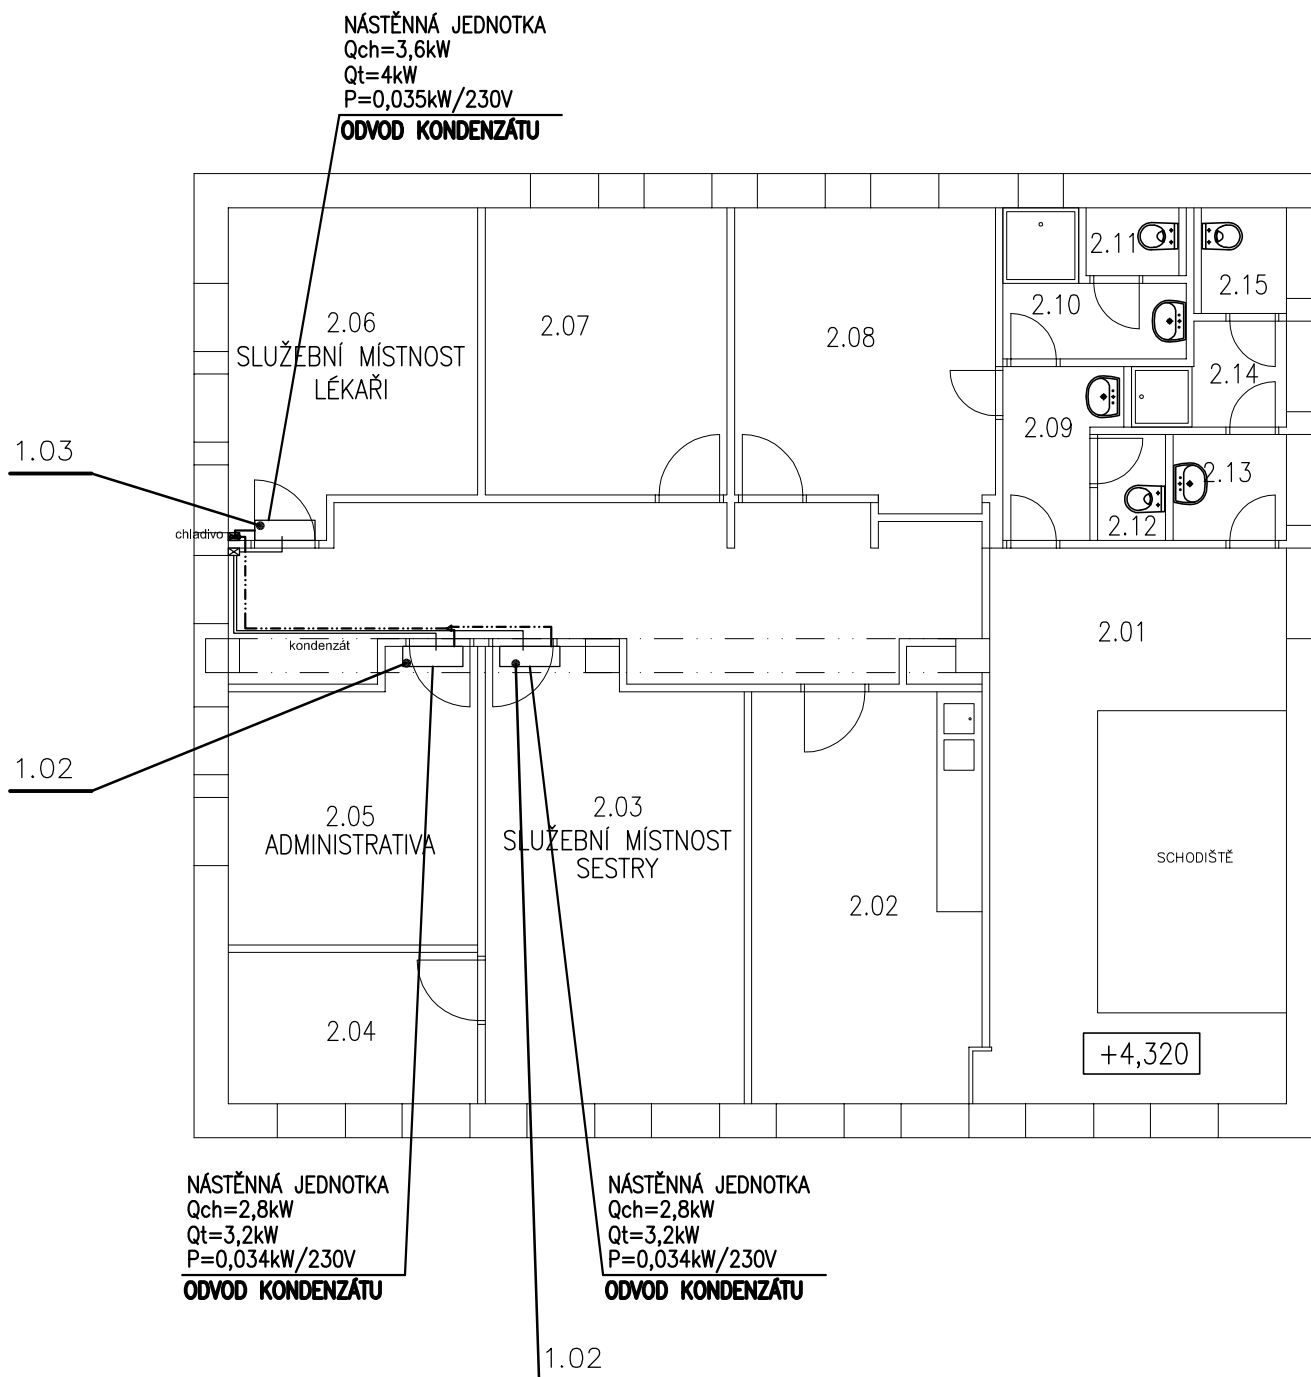 NÁSTĚNNÁ JEDNOTKA
Qch=3,6kW
Qt=4kW
P=0,035kW/230V
ODVOD KONDENZÁTU
2.11
2.15
2.10
2.06
SLUŽEBNÍ MÍSTNOST
LÉKAŘI
2.07
2.08
2.14
2.09
1.03
2.13
2.12
chladivo
kondenzát
2.01
1.02
2.05
ADMINISTRATIVA
2.03
SLUŽEBNÍ MÍSTNOST
SESTRY
SCHODIŠTĚ
2.02
2.04
+4,320
NÁSTĚNNÁ JEDNOTKA
Qch=2,8kW
Qt=3,2kW
P=0,034kW/230V
ODVOD KONDENZÁTU
NÁSTĚNNÁ JEDNOTKA
Qch=2,8kW
Qt=3,2kW
P=0,034kW/230V
ODVOD KONDENZÁTU
1.02